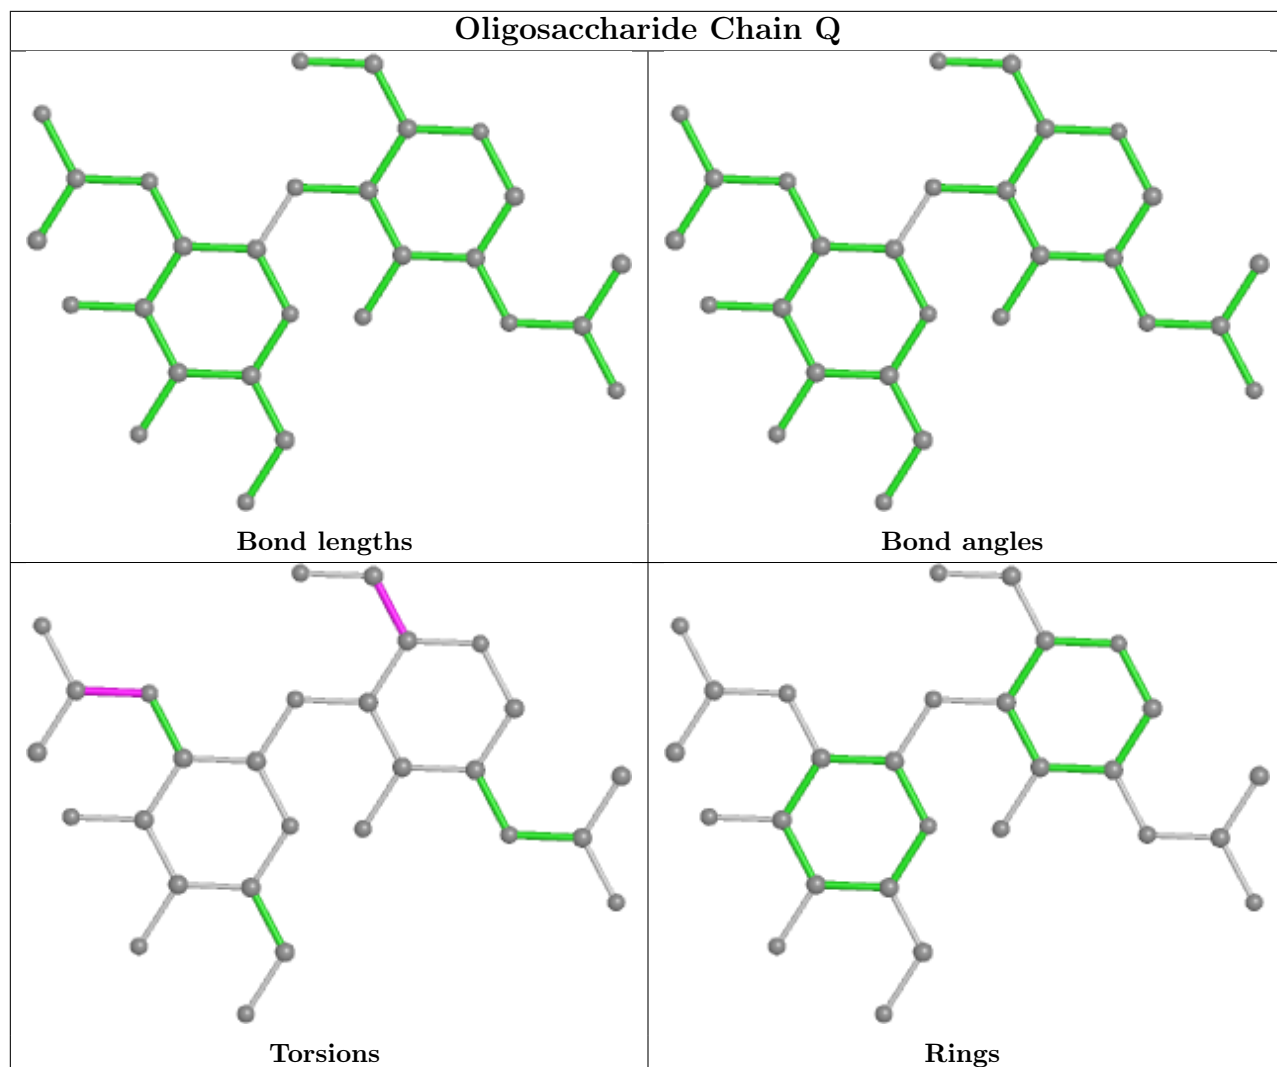 Oligosaccharide Chain Q
Bond lengths
Bond angles
Torsions
Rings